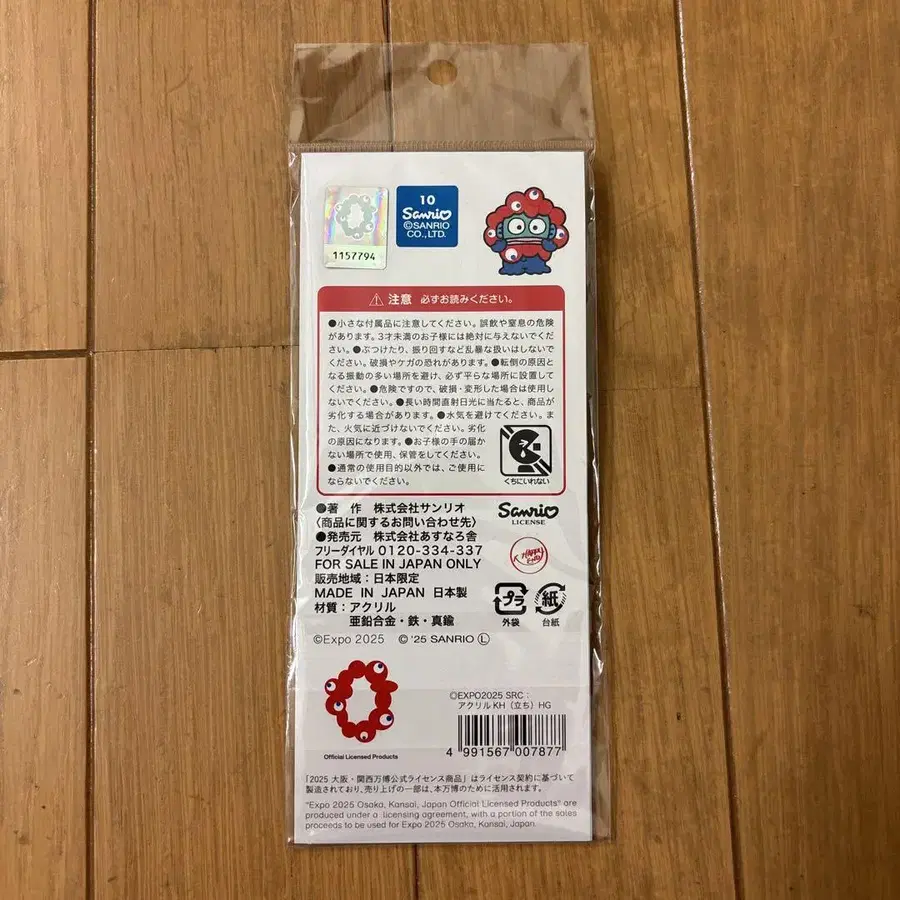 1157794
10
Sanrio
©SANRIO
CO., LTD.
⚠注意 必ずお読みください。
●小さな付属品に注意してください。誤飲や窒息の危険
があります。3才未満のお子様には絶対に与えないでくだ
さい。●ぶつけたり、振り回すなど乱暴な扱いはしないで
ください。破損やケガの恐れがあります。●転倒の原因と
なる振動の多い場所を避け、必ず平らな場所に設置して
ください。●危険ですので、破損・変形した場合は使用し
ないでください。●長い時間直射日光に当たると、商品が
劣化する場合があります。●水気を避けてください。ま
た、火気に近づけないでください。劣化
の原因になります。●お子様の手の届か
ない場所で使用、保管をしてください。
●通常の使用目的以外では、ご使用に
ならないでください。
くちにいれない
●著 作 株式会社サンリオ
〈商品に関するお問い合わせ先〉
●発売元 株式会社あすなろ舎
フリーダイヤル 0120-334-337
FOR SALE IN JAPAN ONLY
販売地域：日本限定
MADE IN JAPAN 日本製
材質：アクリル
亜鉛合金・鉄・真鍮
Sanrio
LICENSE
プラ
外袋
紙
台紙
©Expo 2025 © '25 SANRIO Ⓛ
Official Licensed Products
©EXPO2025 SRC：
アクリルKH（立ち）HG
4 991567 007877
「2025 大阪・関西万博公式ライセンス商品」はライセンス契約に基づいて
製造されており、売り上げの一部は、本万博のために活用されます。
"Expo 2025 Osaka, Kansai, Japan Official Licensed Products" are
produced under a licensing agreement, with a portion of the sales
proceeds to be used for Expo 2025 Osaka, Kansai, Japan.